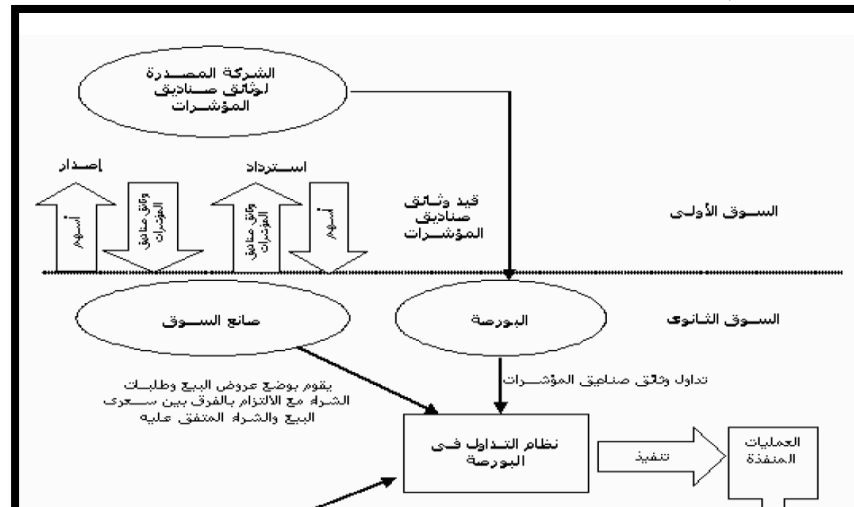 الشركة المصدرة
لوثائق صناديق
المؤشرات
إصدار
استرداد
أسهم
وثائق صناديق
المؤشرات
وثائق صناديق
المؤشرات
أسهم
قيد وثائق
صناديق
المؤشرات
السوق الأولى
صانع السوق
البورصة
السوق الثانوى
يقوم بوضع عروض البيع وطلبات
الشراء مع الالتزام بالفرق بين سعرى
البيع والشراء المتفق عليه
تداول وثائق صناديق المؤشرات
نظام التداول فى
البورصة
تنفيذ
العمليات
المنفذة